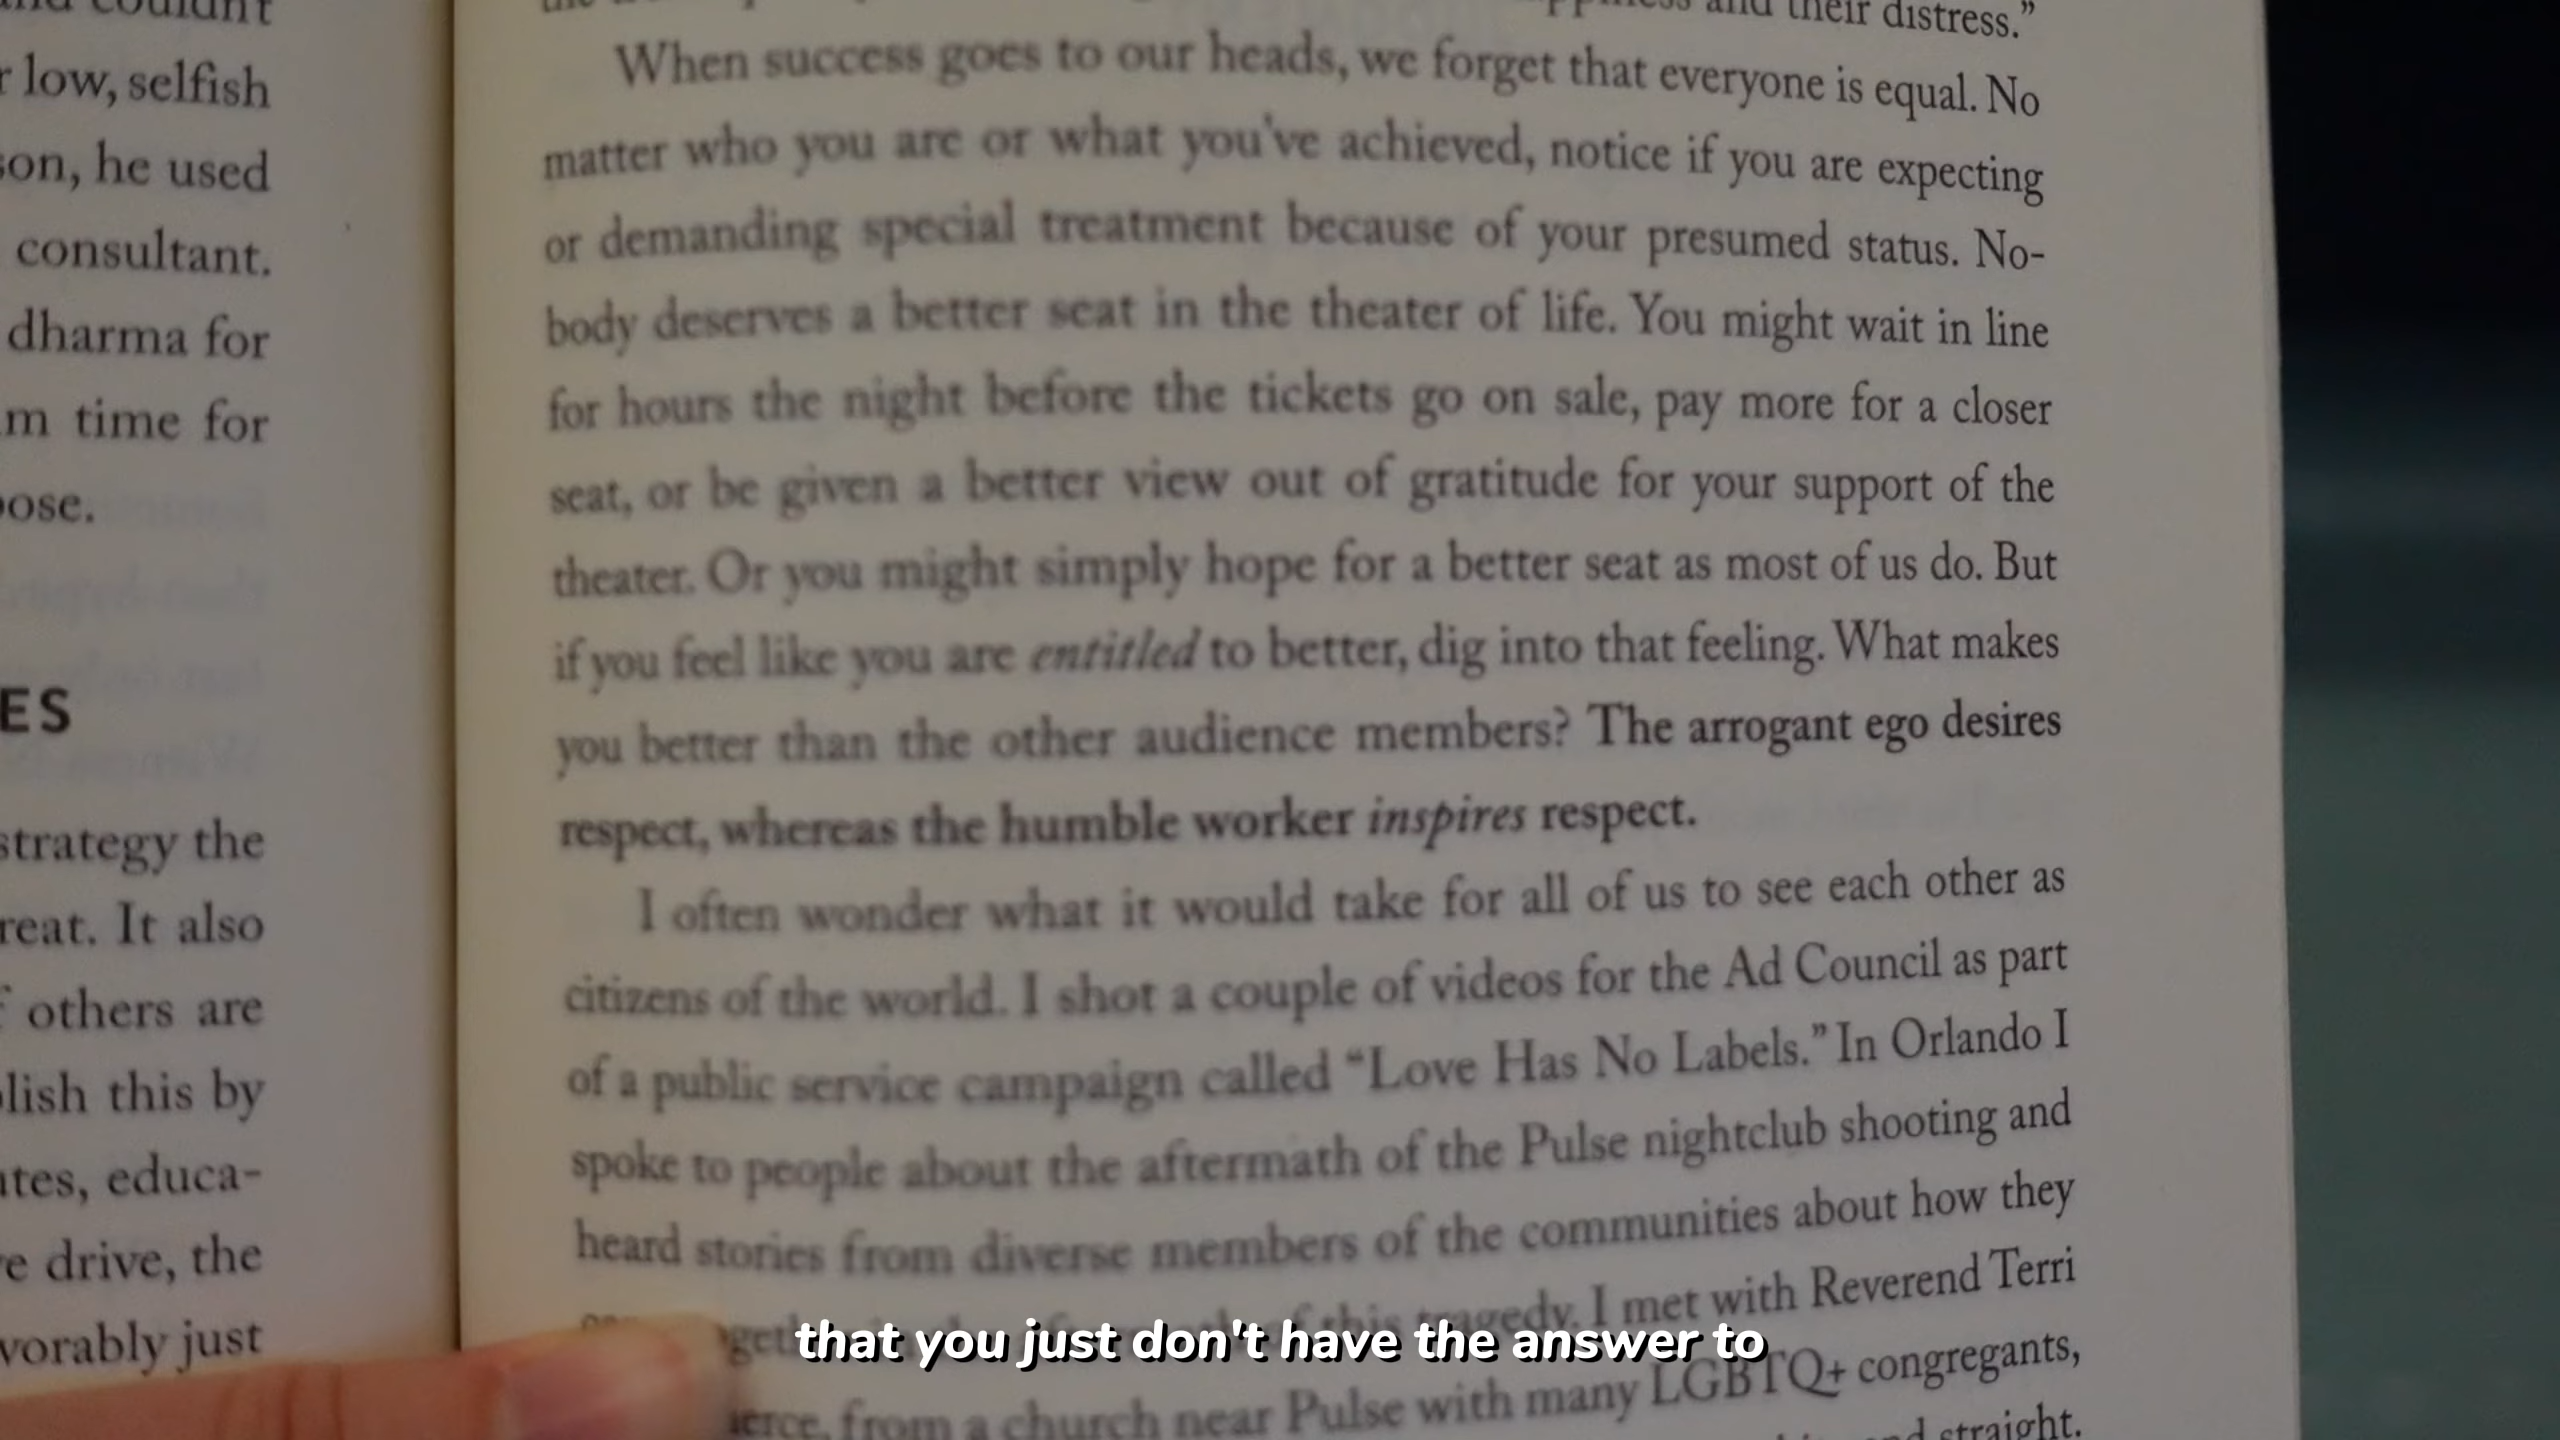 couldn't
low, selfish
he used
consultant.
dharma for
time for
ES
strategy the
It also
others are
this by
educa-
drive, the
just
and their distress.”
When success goes to our heads, we forget that everyone is equal. No
matter who you are or what you've achieved, notice if you are expecting
or demanding special treatment because of your presumed status. No-
body deserves a better seat in the theater of life. You might wait in line
for hours the night before the tickets go on sale, pay more for a closer
seat, or be given a better view out of gratitude for your support of the
theater. Or you might simply hope for a better seat as most of us do. But
if you feel like you are entitled to better, dig into that feeling. What makes
you better than the other audience members? The arrogant ego desires
respect, whereas the humble worker inspires respect.
I often wonder what it would take for all of us to see each other as
citizens of the world. I shot a couple of videos for the Ad Council as part
of a public service campaign called “Love Has No Labels.” In Orlando I
spoke to people about the aftermath of the Pulse nightclub shooting and
heard stories from diverse members of the communities about how they
this tragedy. I met with Reverend Terri
that you just don't have the answer to
from a church near Pulse with many LGBTQ+ congregants,
and straight.